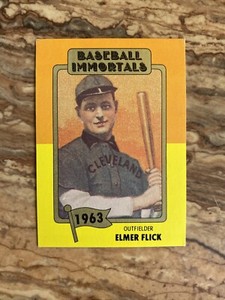 BASEBALL
IMMORTALS
CLEVELAND
1963
OUTFIELDER
ELMER FLICK